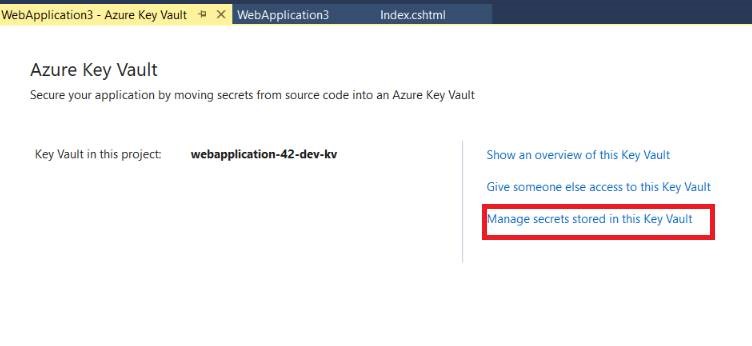 WebApplication3 - Azure Key Vault WebApplication3 Index.cshtml
Azure Key Vault
Secure your application by moving secrets from source code into an Azure Key Vault
Key Vault in this project: webapplication-42-dev-kv
Show an overview of this Key Vault
Give someone else access to this Key Vault
Manage secrets stored in this Key Vault